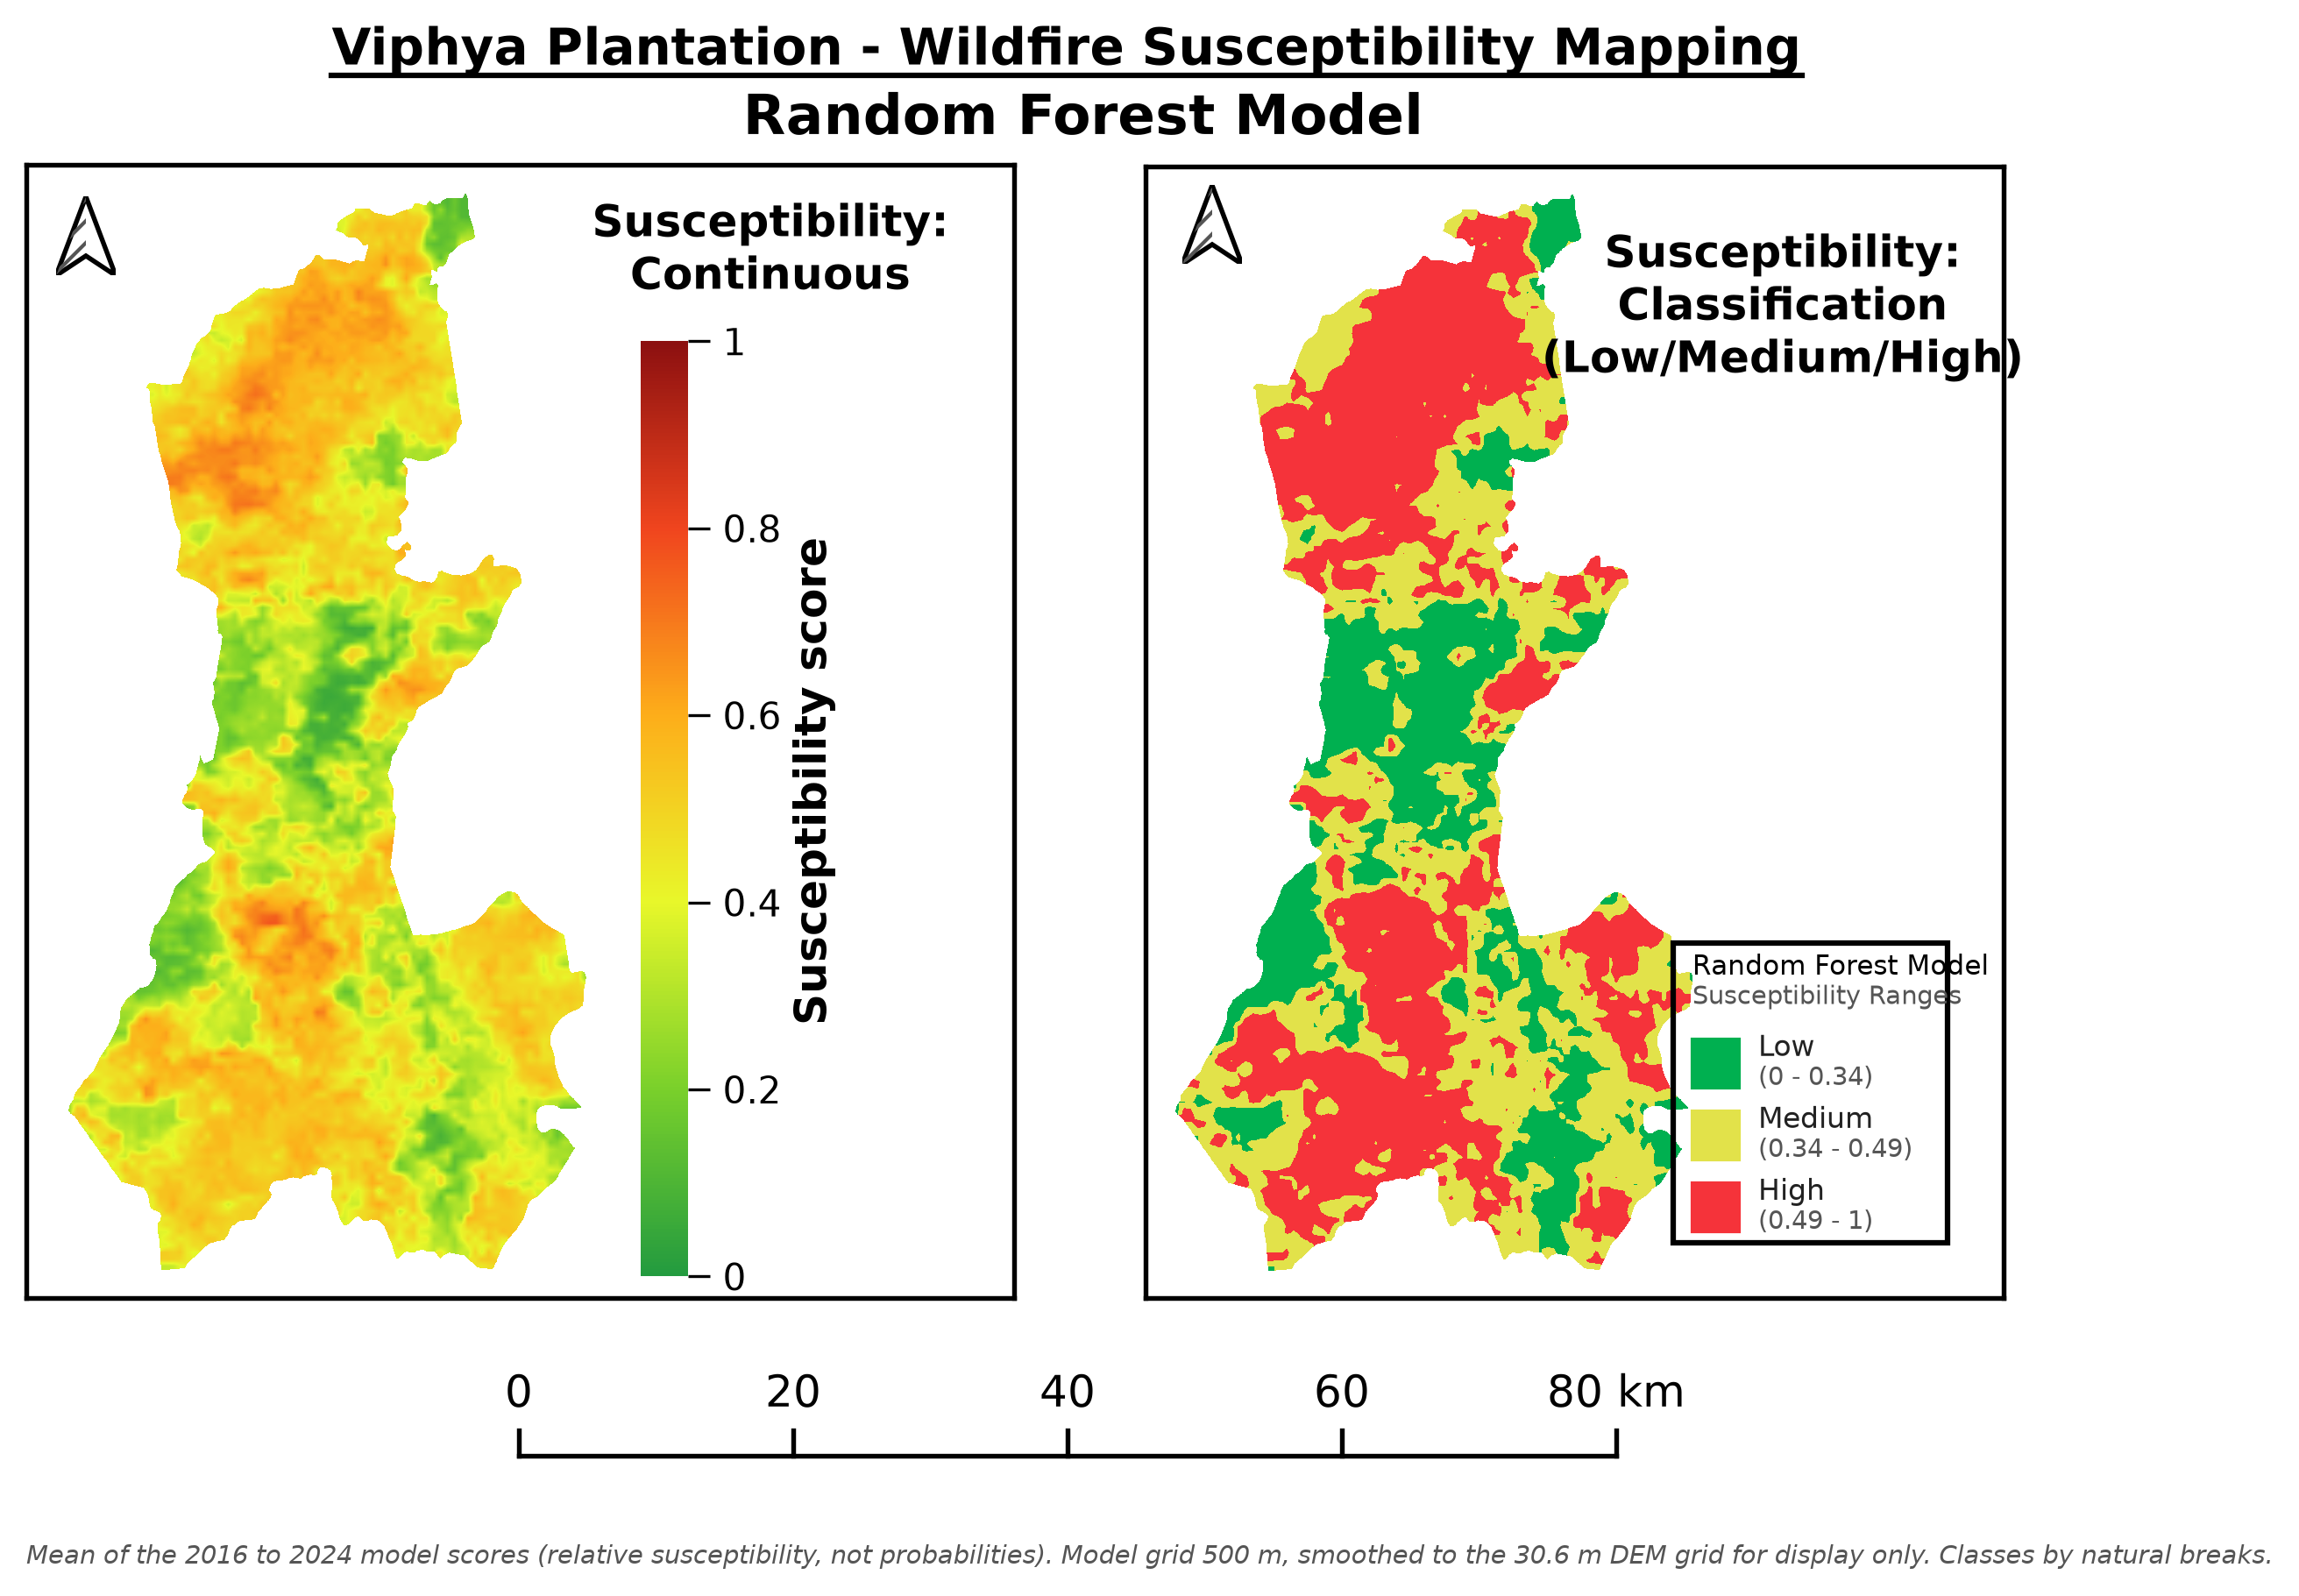 Viphya Plantation - Wildfire Susceptibility Mapping
Random Forest Model
Susceptibility:
Continuous
1
0.8
0.6
0.4
0.2
0
Susceptibility score
Susceptibility:
Classification
(Low/Medium/High)
Random Forest Model
Susceptibility Ranges
Low
(0 - 0.34)
Medium
(0.34 - 0.49)
High
(0.49 - 1)
0 20 40 60 80 km
Mean of the 2016 to 2024 model scores (relative susceptibility, not probabilities). Model grid 500 m, smoothed to the 30.6 m DEM grid for display only. Classes by natural breaks.